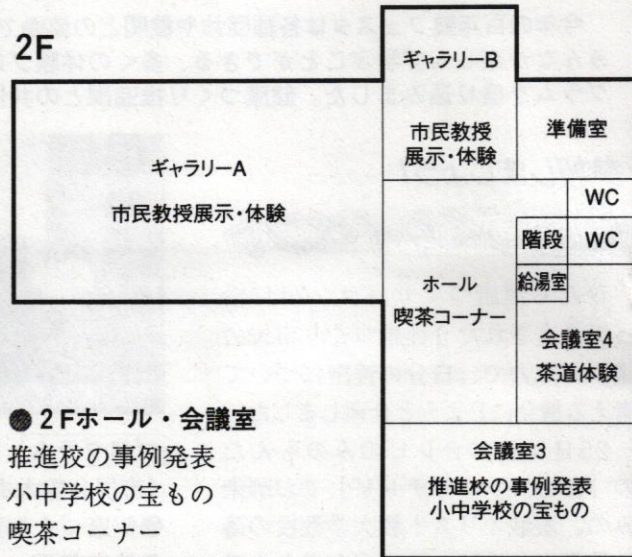 2F
ギャラリーB
市民教授
展示・体験
準備室
ギャラリーA
市民教授展示・体験
WC
階段
WC
給湯室
ホール
喫茶コーナー
会議室4
茶道体験
● 2Fホール・会議室
推進校の事例発表
小中学校の宝もの
喫茶コーナー
会議室3
推進校の事例発表
小中学校の宝もの